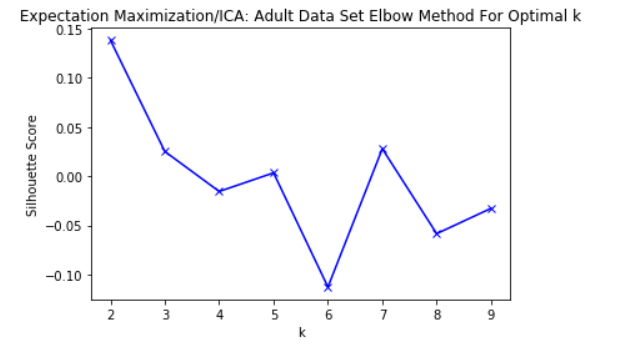 Expectation Maximization/ICA: Adult Data Set Elbow Method For Optimal k
0.15
0.10
0.05
0.00
−0.05
−0.10
Silhouette Score
2 3 4 5 6 7 8 9
k